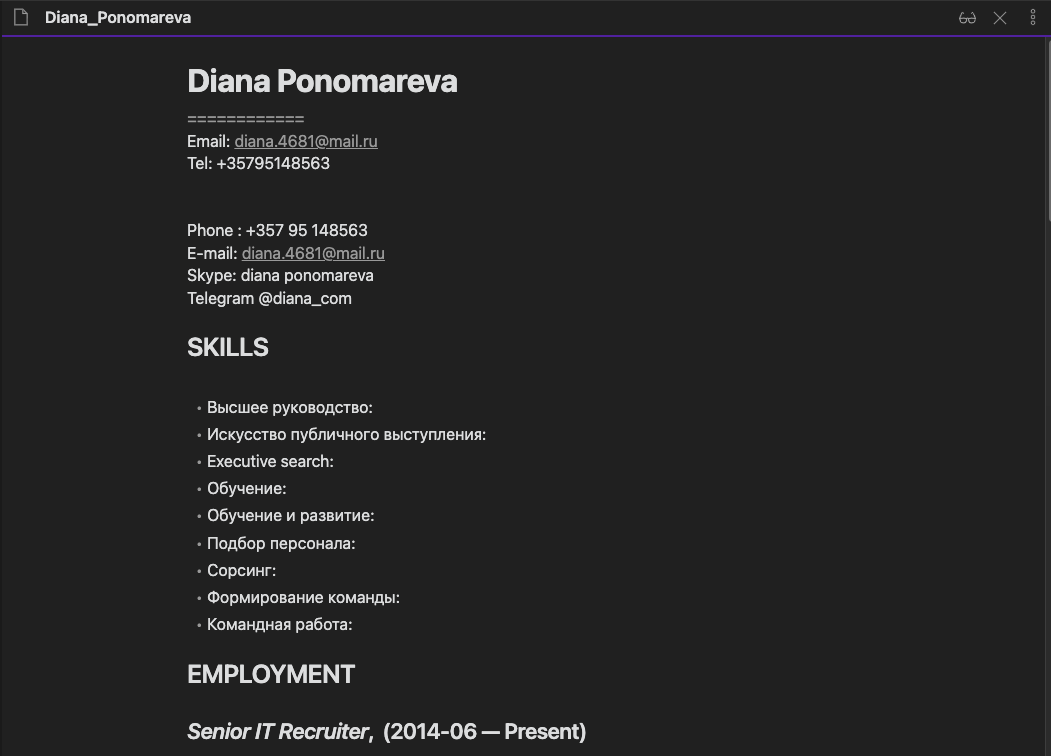 Diana_Ponomareva
Diana Ponomareva
============
Email: diana.4681@mail.ru
Tel: +35795148563
Phone : +357 95 148563
E-mail: diana.4681@mail.ru
Skype: diana ponomareva
Telegram @diana_com
SKILLS
• Высшее руководство:
• Искусство публичного выступления:
• Executive search:
• Обучение:
• Обучение и развитие:
• Подбор персонала:
• Сорсинг:
• Формирование команды:
• Командная работа:
EMPLOYMENT
Senior IT Recruiter, (2014-06 — Present)